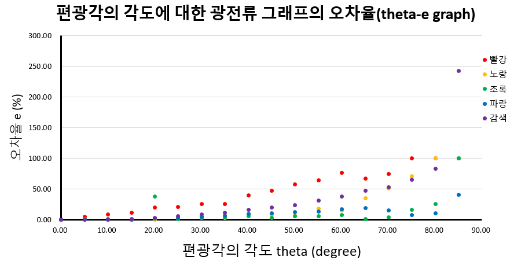 편광각의 각도에 대한 광전류 그래프의 오차율(theta-e graph)
300.00
250.00
200.00
150.00
100.00
50.00
0.00
오차율 e (%)
0.00 10.00 20.00 30.00 40.00 50.00 60.00 70.00 80.00 90.00
편광각의 각도 theta (degree)
빨강
노랑
초록
파랑
감색